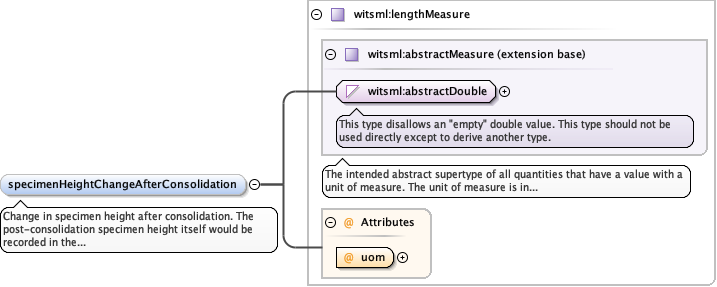 witsml:lengthMeasure
witsml:abstractMeasure (extension base)
witsml:abstractDouble
This type disallows an "empty" double value. This type should not be
used directly except to derive another type.
The intended abstract supertype of all quantities that have a value with a
unit of measure. The unit of measure is in...
specimenHeightChangeAfterConsolidation
Change in specimen height after consolidation. The
post-consolidation specimen height itself would be
recorded in the...
@ Attributes
@ uom